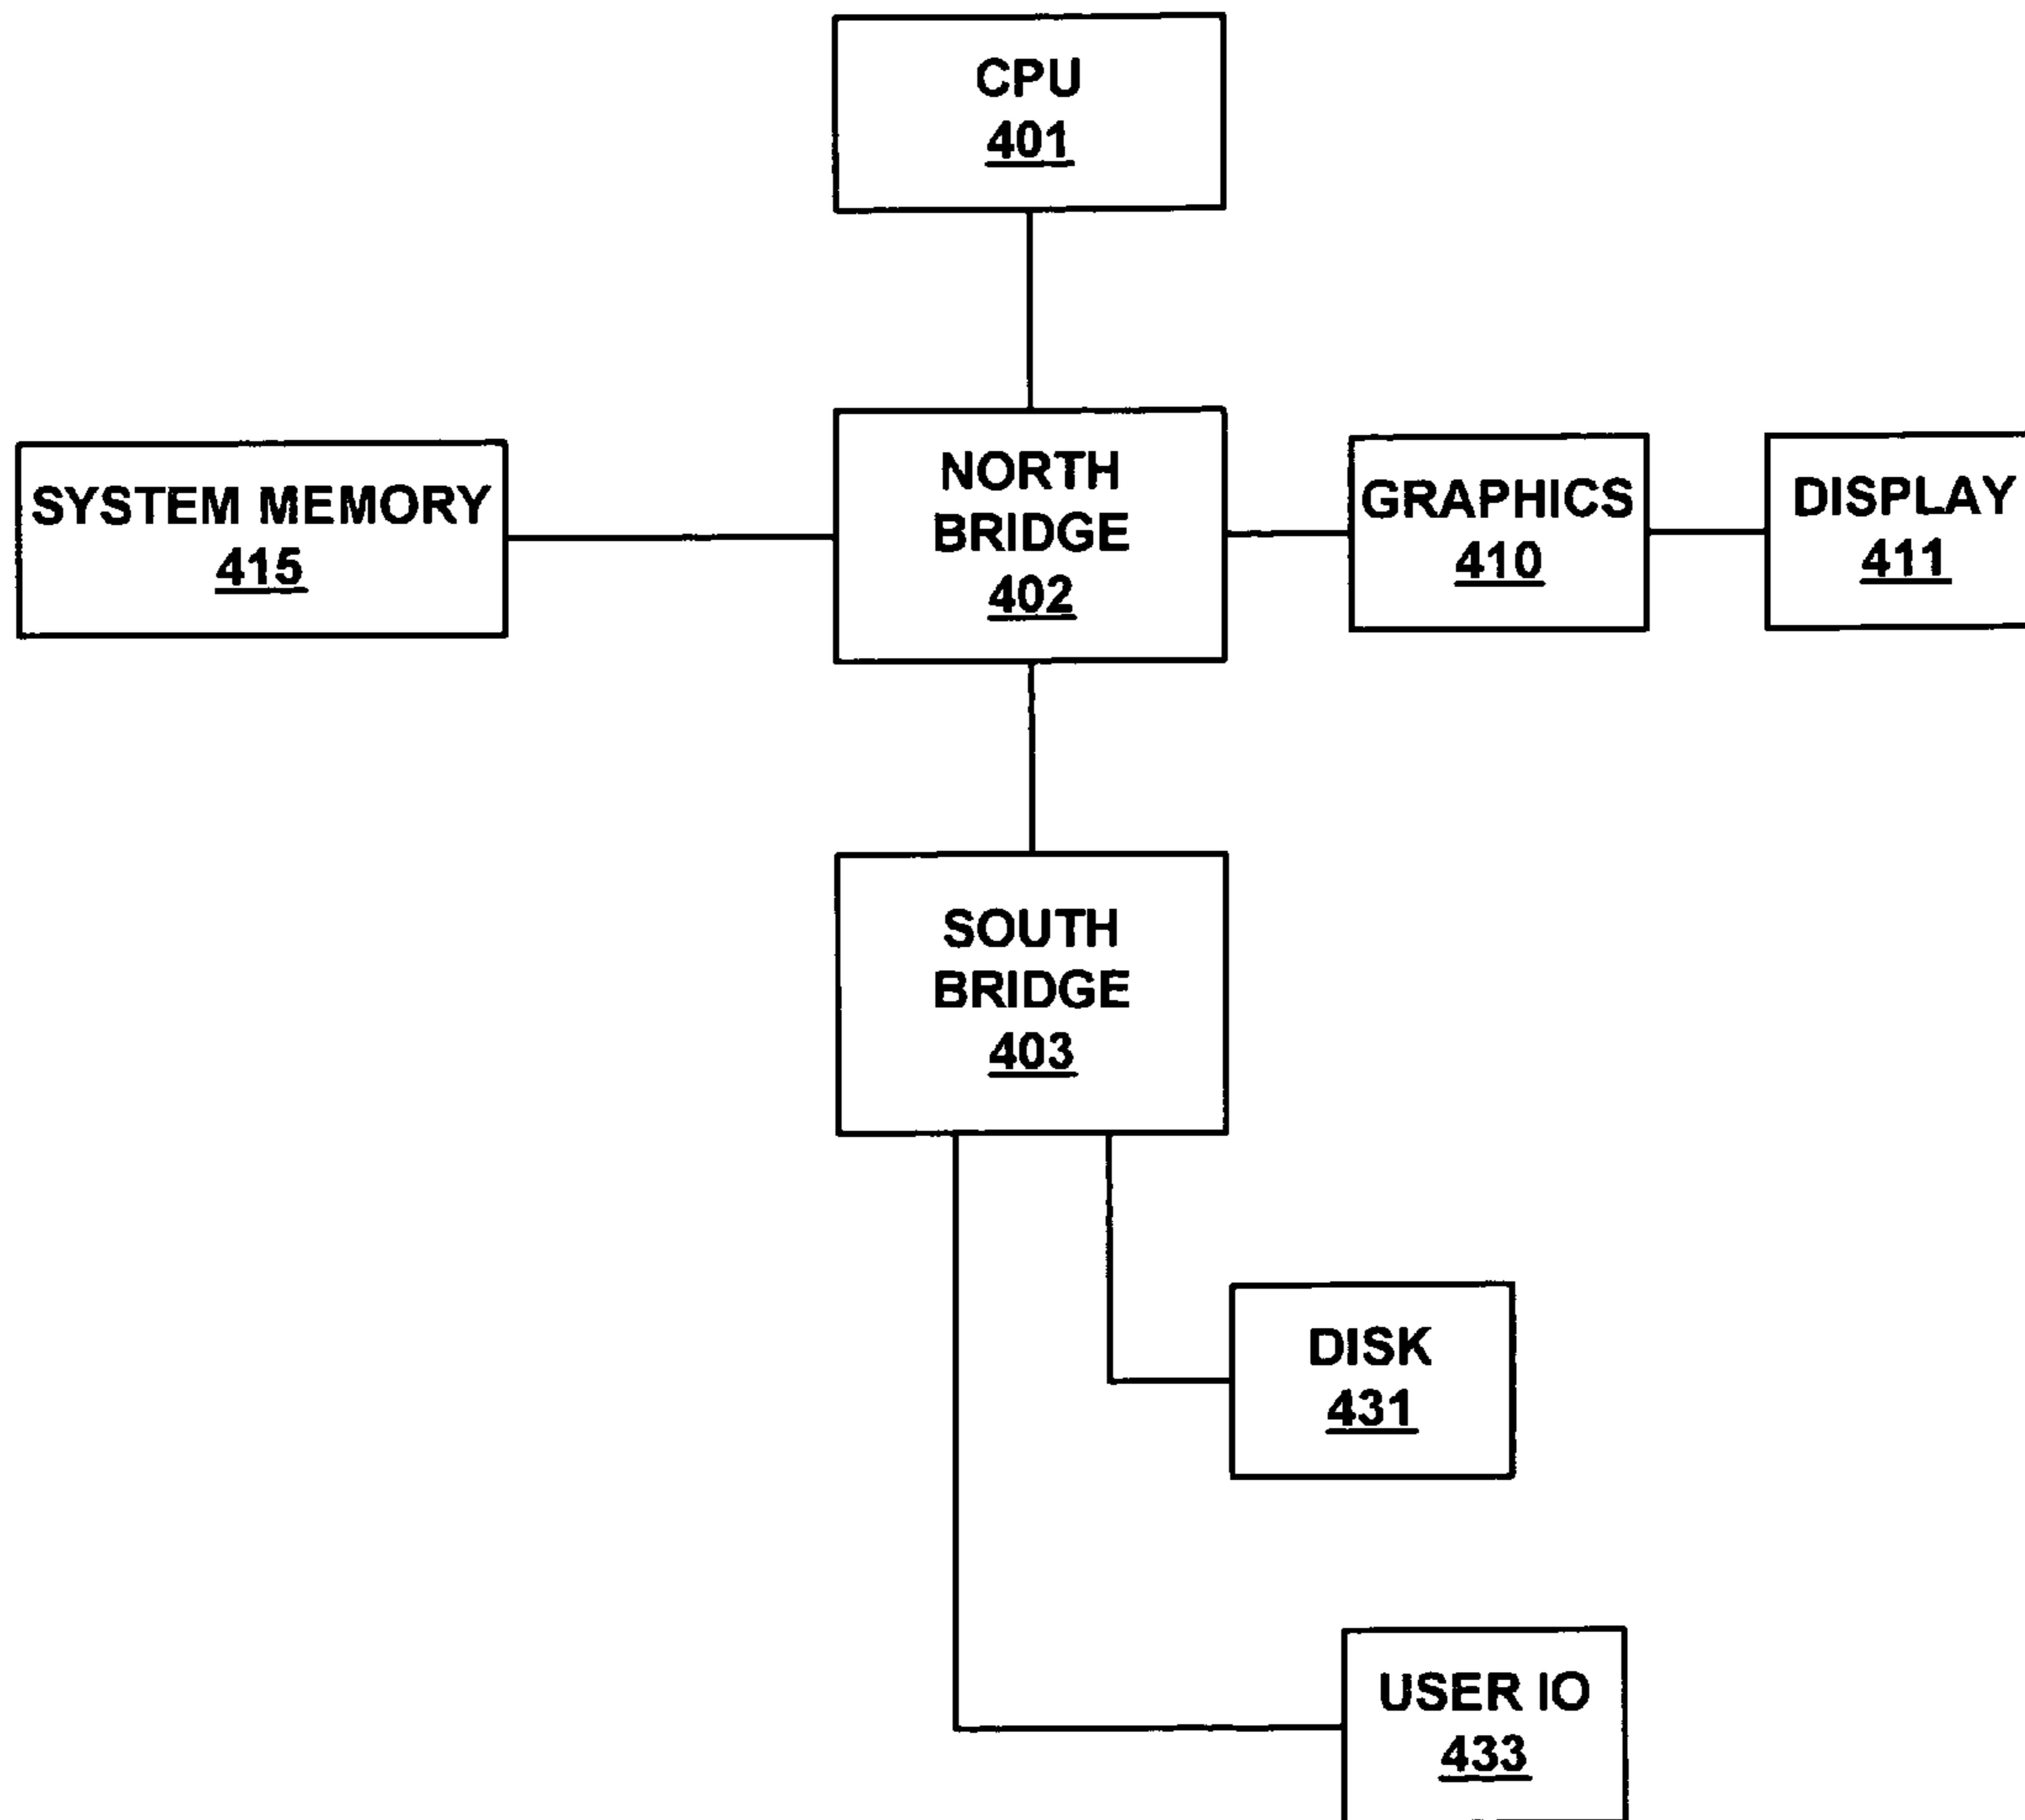 CPU
401
SYSTEM MEMORY
415
NORTH
BRIDGE
402
GRAPHICS
410
DISPLAY
411
SOUTH
BRIDGE
403
DISK
431
USER IO
433